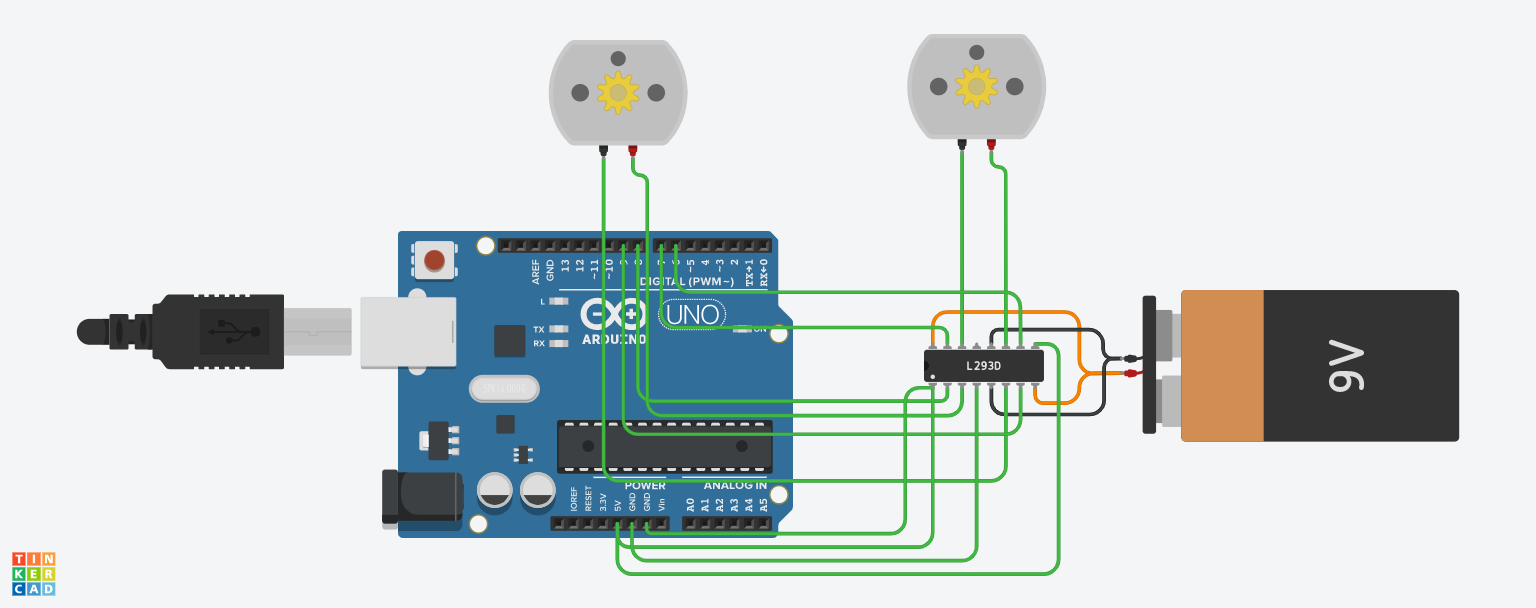 AREF
GND
13
12
~11
~10
9
8
7
6
~5
4
~3
2
TX→1
RX←0
DIGITAL (PWM~)
L
TX
RX
ARDUINO
UNO
ON
L293D
9V
POWER
ANALOG IN
IOREF
RESET
3.3V
5V
GND
GND
Vin
A0
A1
A2
A3
A4
A5
TIN
KER
CAD